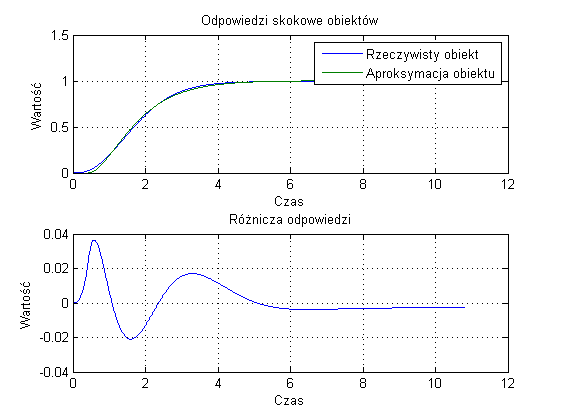 Odpowiedzi skokowe obiektów
1.5
1
0.5
0
Wartość
Rzeczywisty obiekt
Aproksymacja obiektu
0 2 4 6 8 10 12
Czas
Różnicza odpowiedzi
0.04
0.02
0
-0.02
-0.04
Wartość
0 2 4 6 8 10 12
Czas